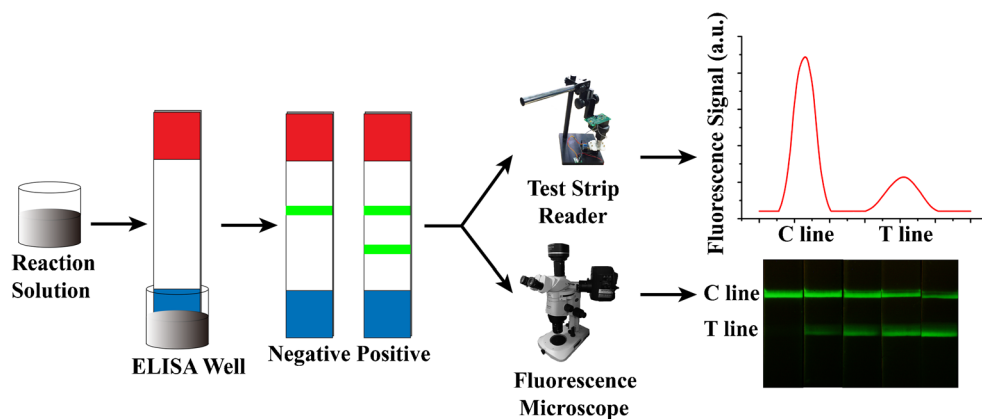 Reaction
Solution
ELISA Well
Negative Positive
Test Strip
Reader
Fluorescence
Microscope
Fluorescence Signal (a.u.)
C line
T line
C line
T line